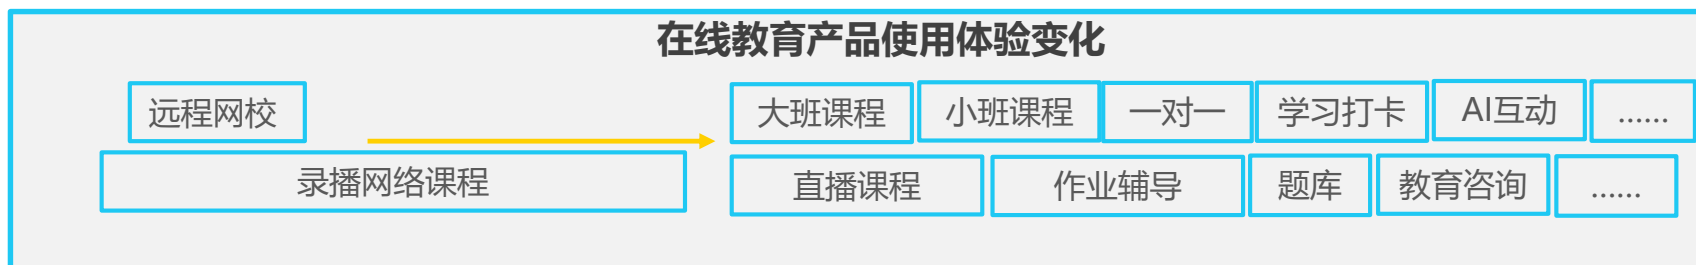 在线教育产品使用体验变化
远程网校 大班课程 小班课程 一对一 学习打卡 AI互动 ......
录播网络课程 直播课程 作业辅导 题库 教育咨询 ......